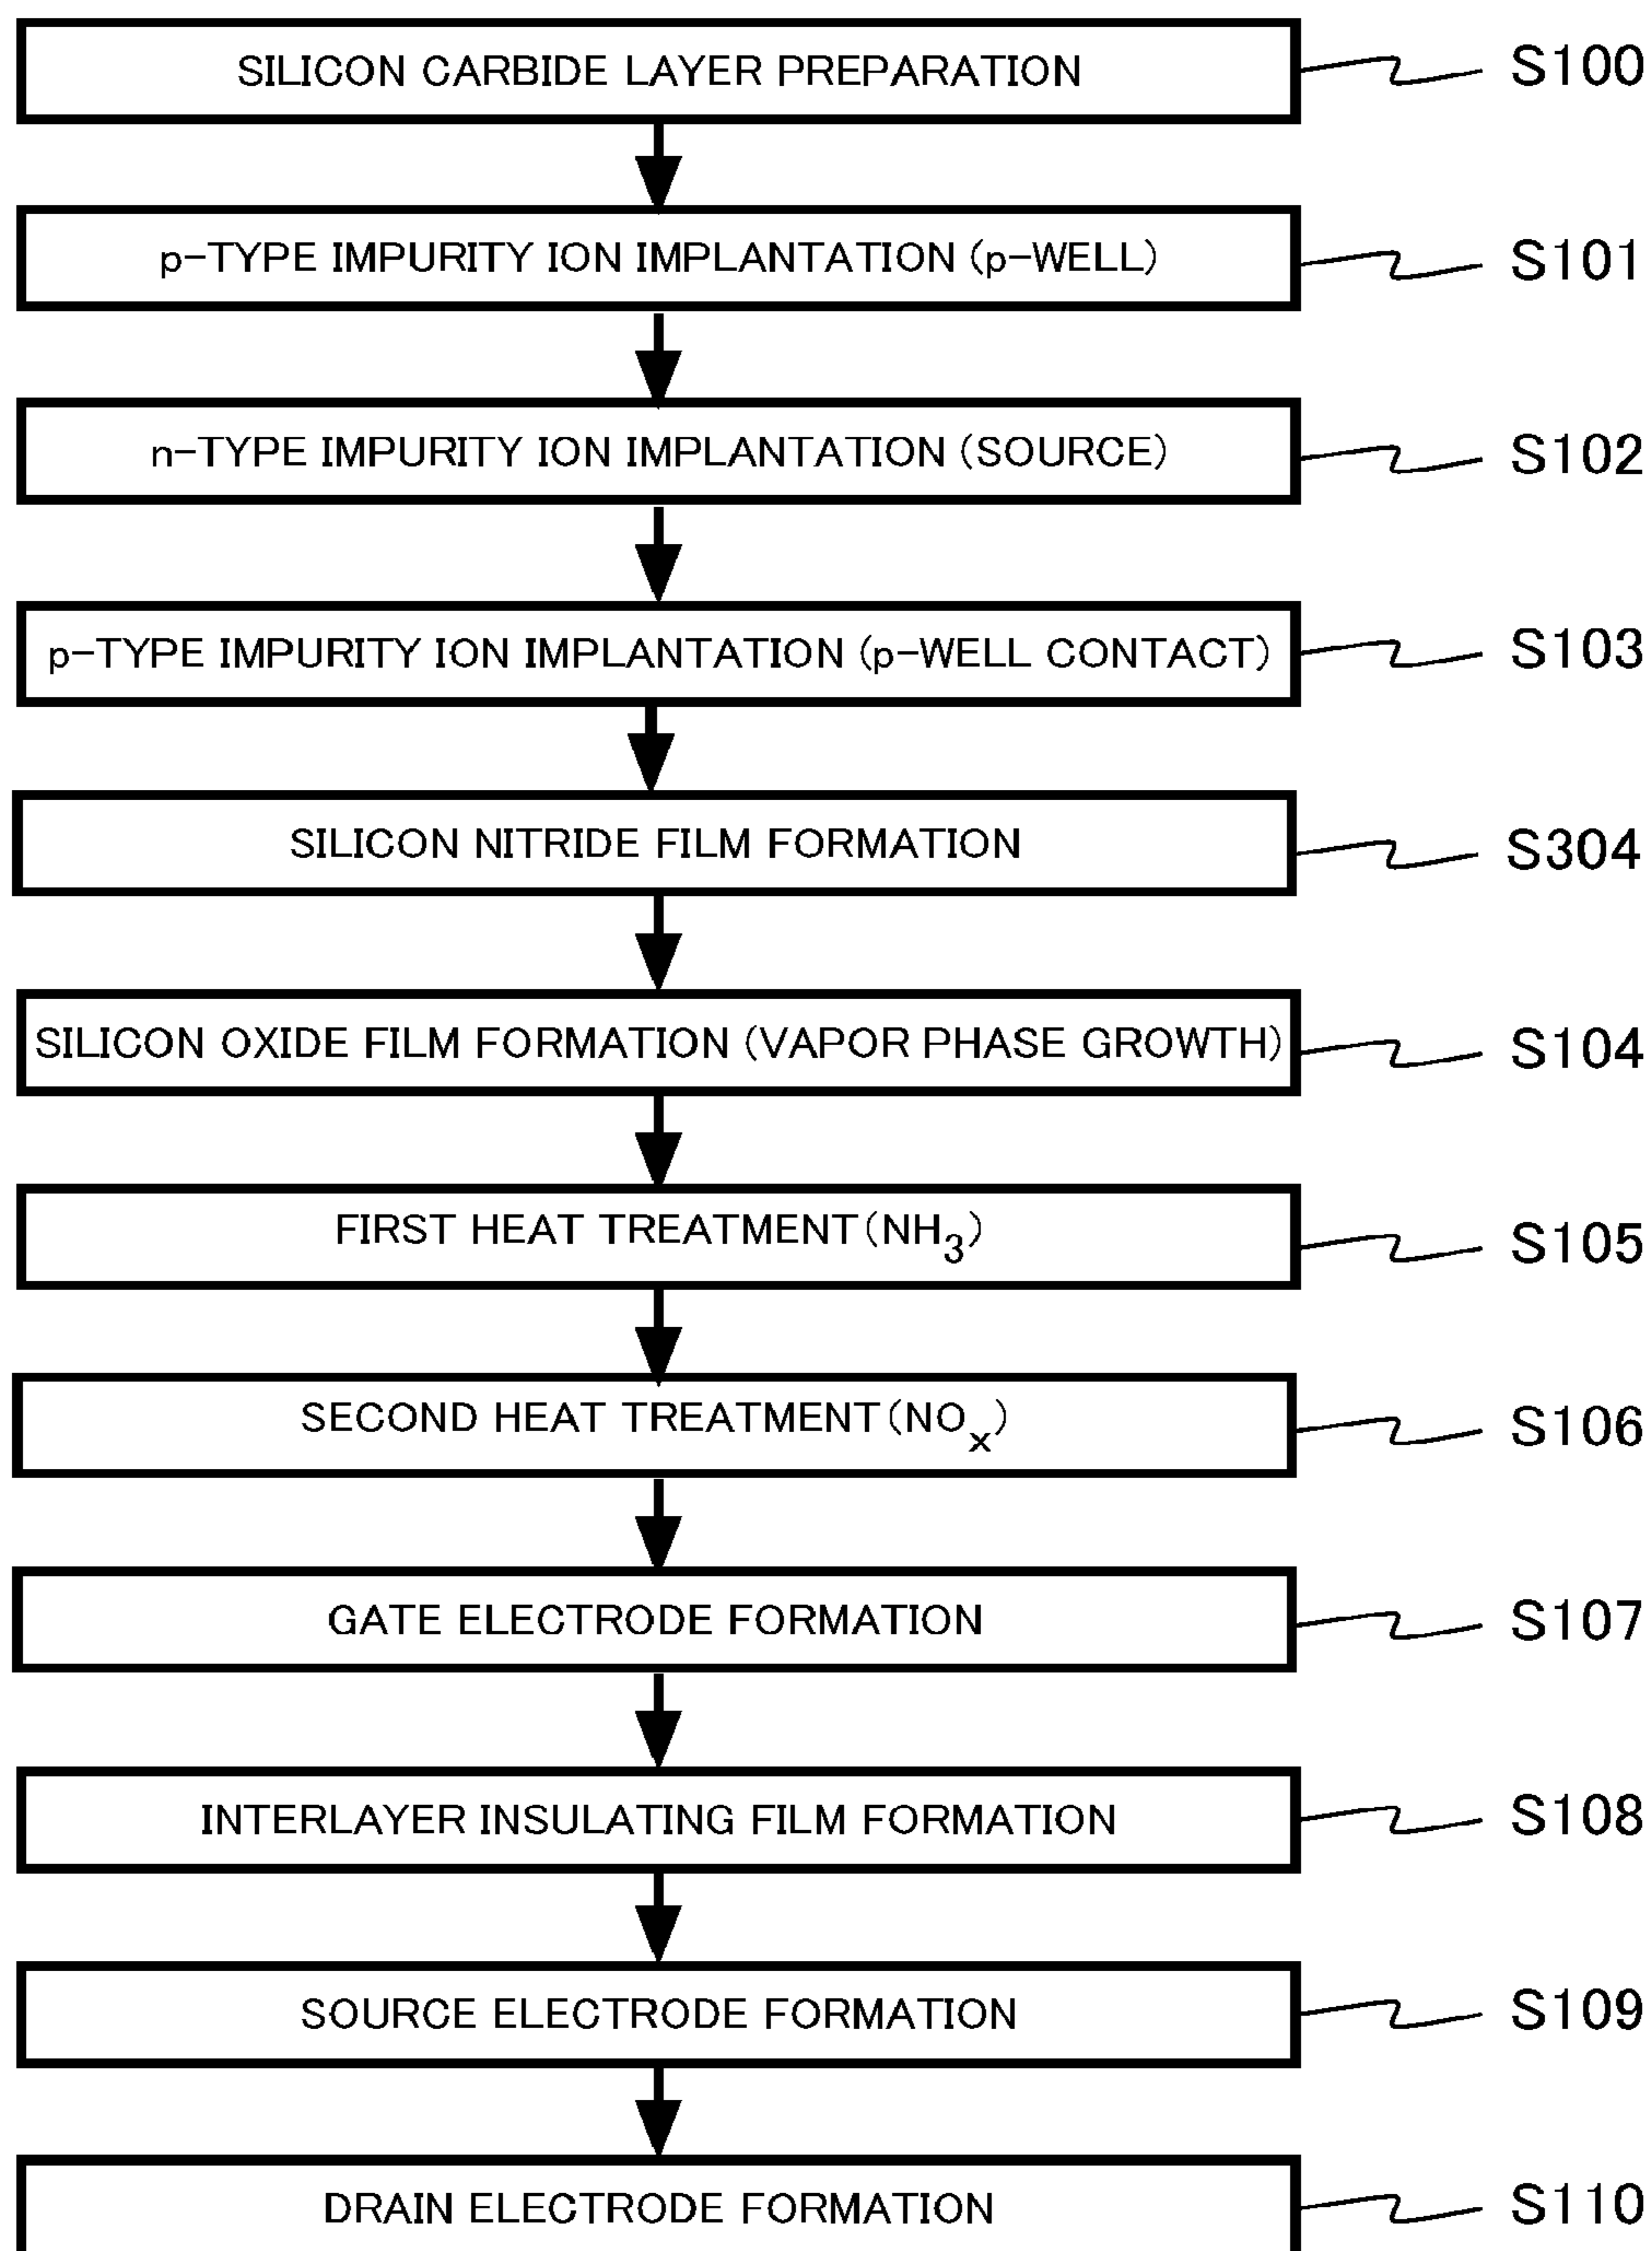 SILICON CARBIDE LAYER PREPARATION S100
p-TYPE IMPURITY ION IMPLANTATION (p-WELL) S101
n-TYPE IMPURITY ION IMPLANTATION (SOURCE) S102
p-TYPE IMPURITY ION IMPLANTATION (p-WELL CONTACT) S103
SILICON NITRIDE FILM FORMATION S304
SILICON OXIDE FILM FORMATION (VAPOR PHASE GROWTH) S104
FIRST HEAT TREATMENT (NH₃) S105
SECOND HEAT TREATMENT (NOₓ) S106
GATE ELECTRODE FORMATION S107
INTERLAYER INSULATING FILM FORMATION S108
SOURCE ELECTRODE FORMATION S109
DRAIN ELECTRODE FORMATION S110